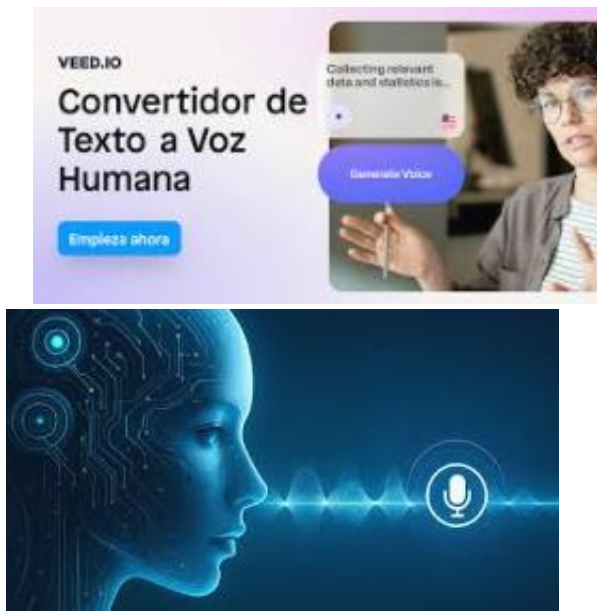 VEED.IO
Convertidor de
Texto a Voz
Humana
Empieza ahora
Collecting relevant
data and statistics is...
Generate Voice